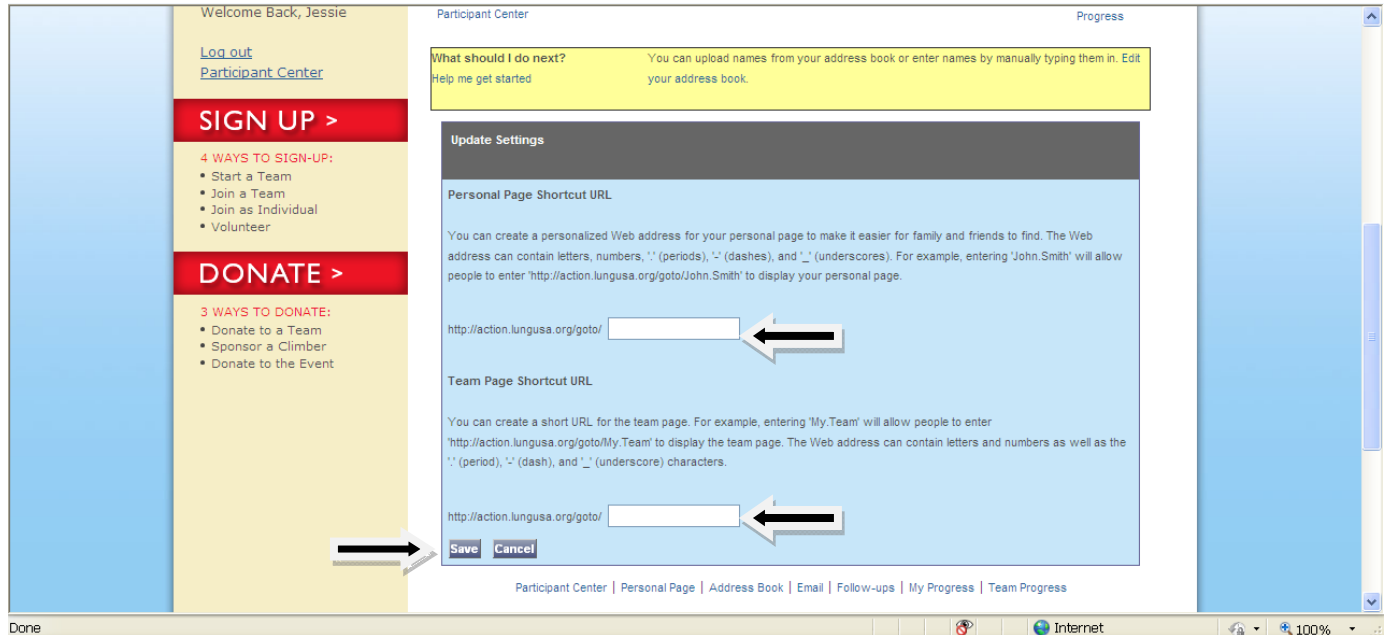 Welcome Back, Jessie
Log out
Participant Center
SIGN UP >
4 WAYS TO SIGN-UP:
• Start a Team
• Join a Team
• Join as Individual
• Volunteer
DONATE >
3 WAYS TO DONATE:
• Donate to a Team
• Sponsor a Climber
• Donate to the Event
Participant Center
Progress
What should I do next?
Help me get started
You can upload names from your address book or enter names by manually typing them in. Edit
your address book.
Update Settings
Personal Page Shortcut URL
You can create a personalized Web address for your personal page to make it easier for family and friends to find. The Web
address can contain letters, numbers, '.' (periods), '-' (dashes), and '_' (underscores). For example, entering 'John.Smith' will allow
people to enter 'http://action.lungusa.org/goto/John.Smith' to display your personal page.
http://action.lungusa.org/goto/
Team Page Shortcut URL
You can create a short URL for the team page. For example, entering 'My.Team' will allow people to enter
'http://action.lungusa.org/goto/My.Team' to display the team page. The Web address can contain letters and numbers as well as the
'.' (period), '-' (dash), and '_' (underscore) characters.
http://action.lungusa.org/goto/
Save Cancel
Participant Center | Personal Page | Address Book | Email | Follow-ups | My Progress | Team Progress
Done
Internet
100%